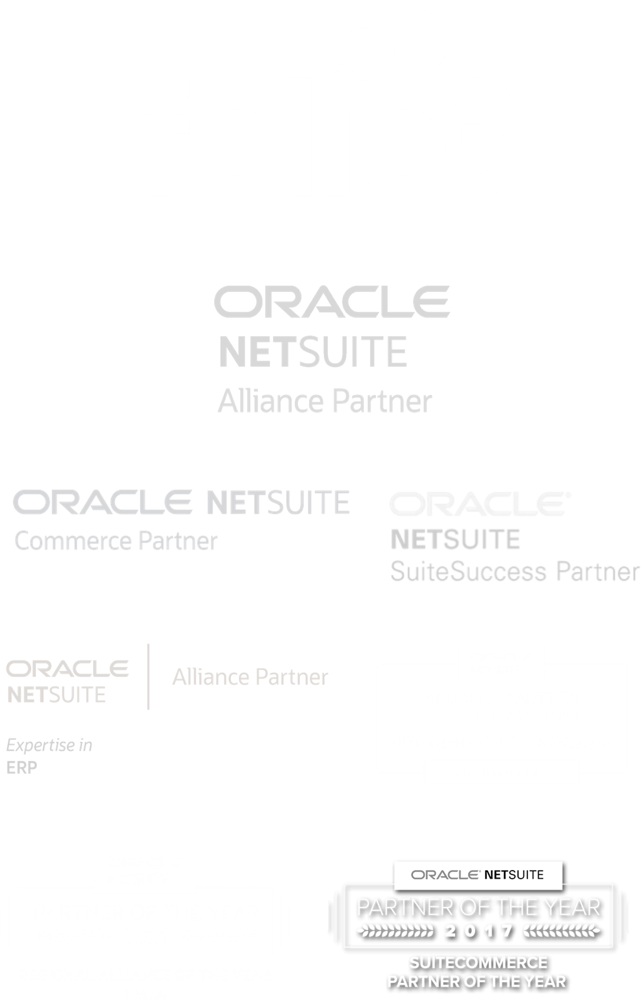 ORACLE
NETSUITE
Alliance Partner
ORACLE NETSUITE
Commerce Partner
ORACLE®
NETSUITE
SuiteSuccess Partner
ORACLE
NETSUITE
Alliance Partner
Expertise in
ERP
ORACLE® NETSUITE
PARTNER OF THE YEAR
2017
SUITECOMMERCE
PARTNER OF THE YEAR